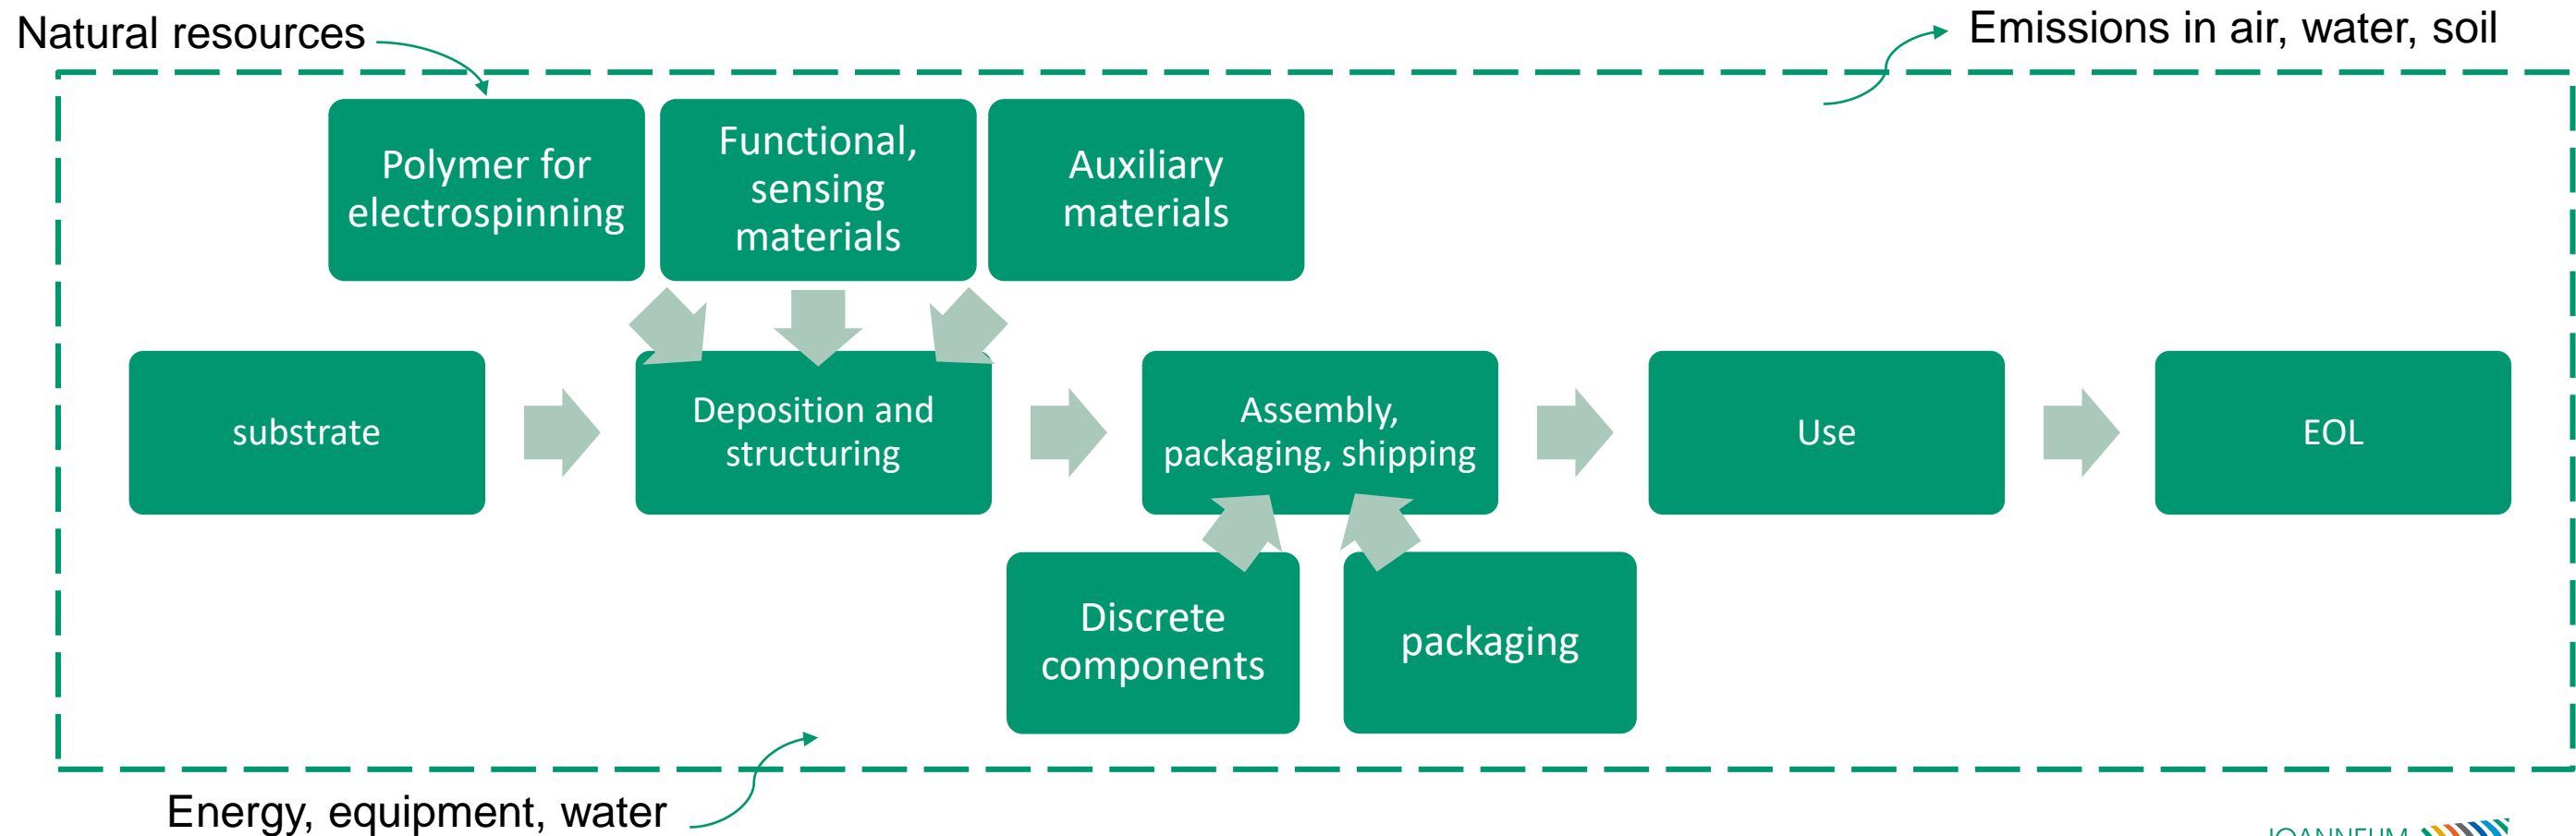 Natural resources
Emissions in air, water, soil
Polymer for
electrospinning
Functional,
sensing
materials
Auxiliary
materials
substrate
Deposition and
structuring
Assembly,
packaging, shipping
Use
EOL
Discrete
components
packaging
Energy, equipment, water
JOANNEUM